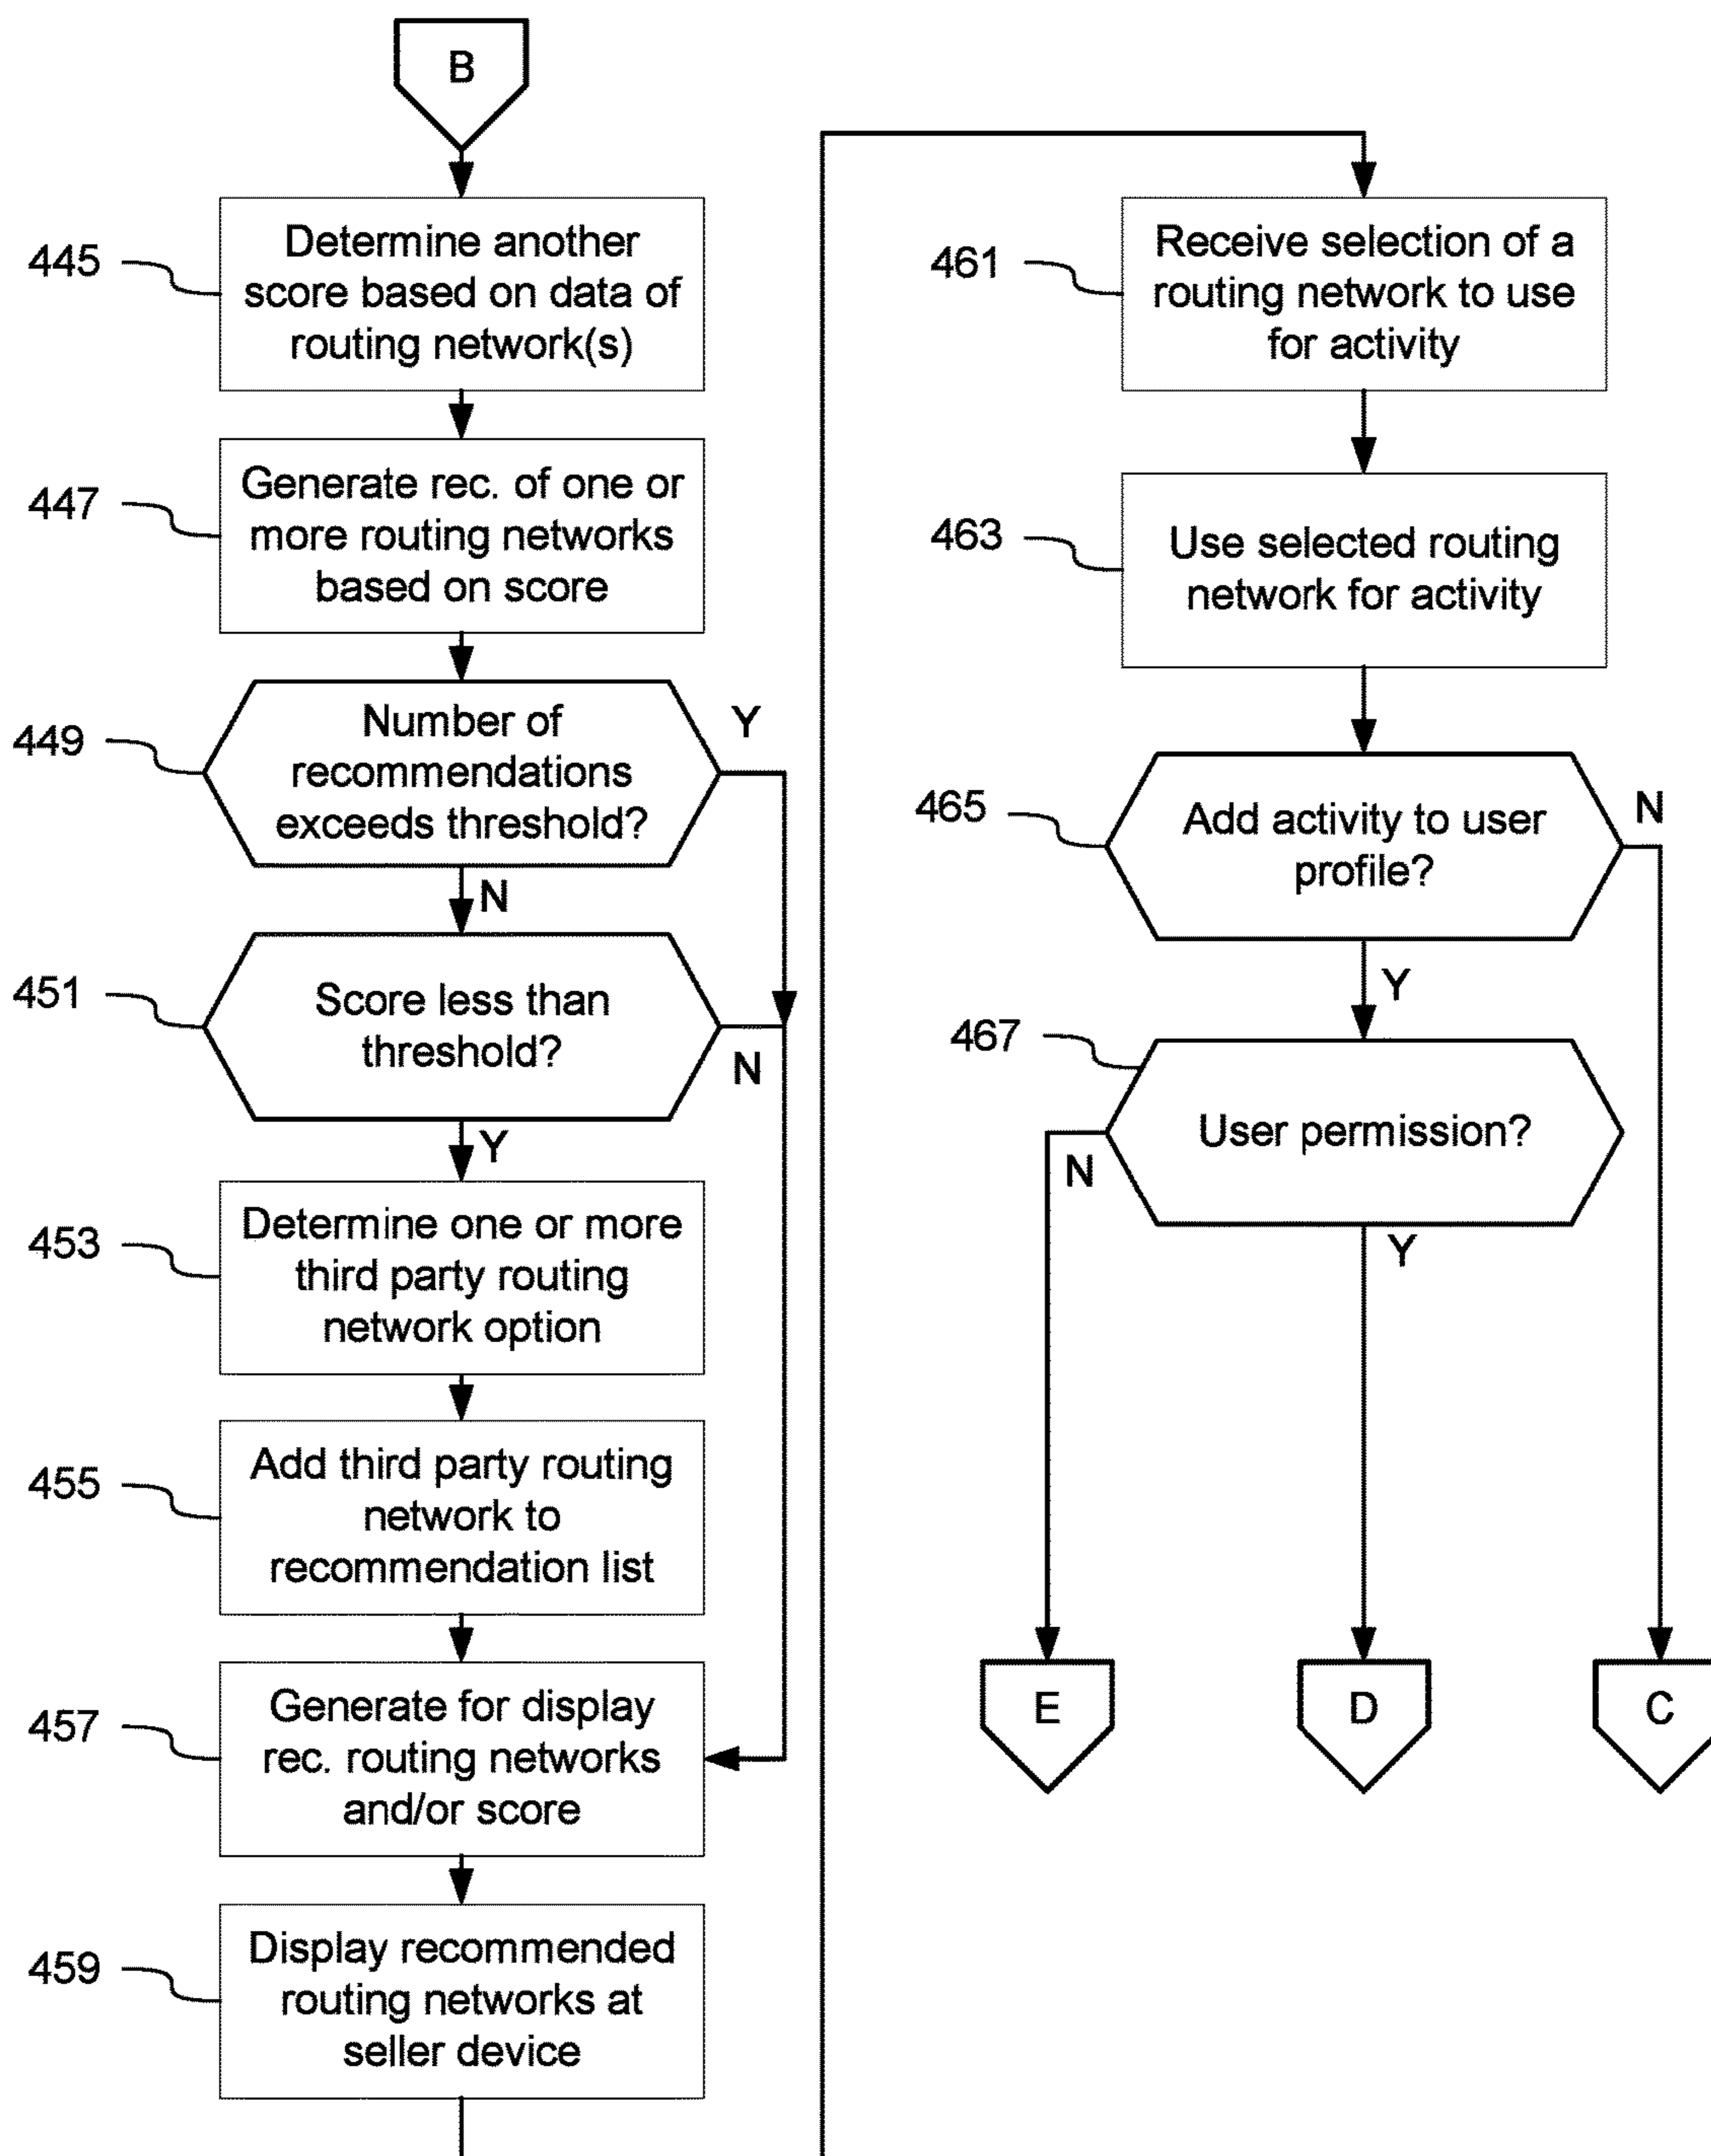 B
445
Determine another
score based on data of
routing network(s)
447
Generate rec. of one or
more routing networks
based on score
449
Number of
recommendations
exceeds threshold?
Y
N
451
Score less than
threshold?
N
Y
453
Determine one or more
third party routing
network option
455
Add third party routing
network to
recommendation list
457
Generate for display
rec. routing networks
and/or score
459
Display recommended
routing networks at
seller device
461
Receive selection of a
routing network to use
for activity
463
Use selected routing
network for activity
465
Add activity to user
profile?
N
Y
467
User permission?
N
Y
E
D
C